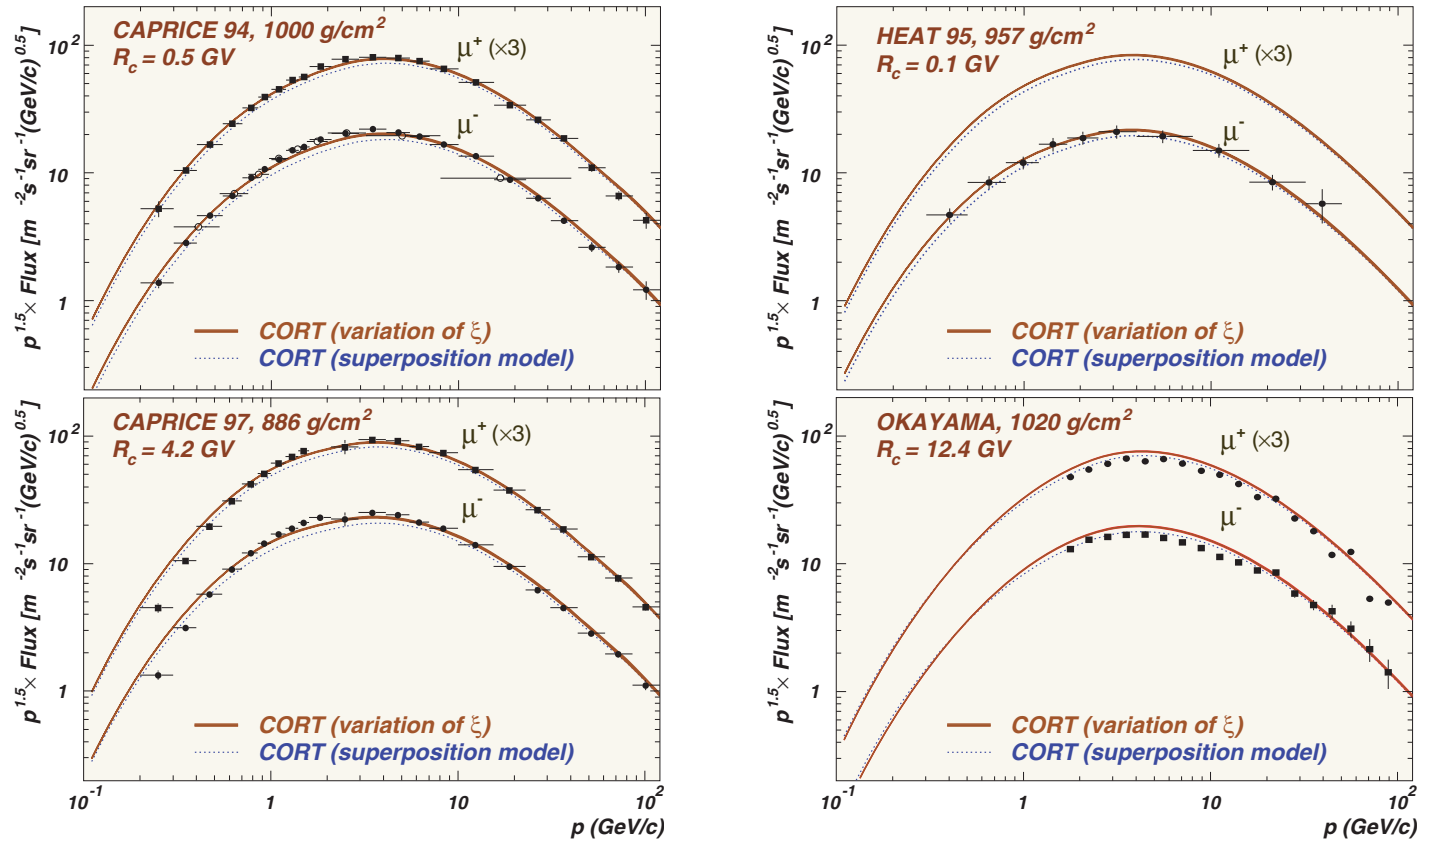 CAPRICE 94, 1000 g/cm²
R_c = 0.5 GV
μ⁺ (×3)
μ⁻
CORT (variation of ξ)
CORT (superposition model)
10²
10
1
p^1.5 × Flux [m^-2 s^-1 sr^-1 (GeV/c)^0.5]
HEAT 95, 957 g/cm²
R_c = 0.1 GV
μ⁺ (×3)
μ⁻
CORT (variation of ξ)
CORT (superposition model)
10²
10
1
p^1.5 × Flux [m^-2 s^-1 sr^-1 (GeV/c)^0.5]
CAPRICE 97, 886 g/cm²
R_c = 4.2 GV
μ⁺ (×3)
μ⁻
CORT (variation of ξ)
CORT (superposition model)
10²
10
1
p^1.5 × Flux [m^-2 s^-1 sr^-1 (GeV/c)^0.5]
10⁻¹ 1 10 10²
p (GeV/c)
OKAYAMA, 1020 g/cm²
R_c = 12.4 GV
μ⁺ (×3)
μ⁻
CORT (variation of ξ)
CORT (superposition model)
10²
10
1
p^1.5 × Flux [m^-2 s^-1 sr^-1 (GeV/c)^0.5]
10⁻¹ 1 10 10²
p (GeV/c)